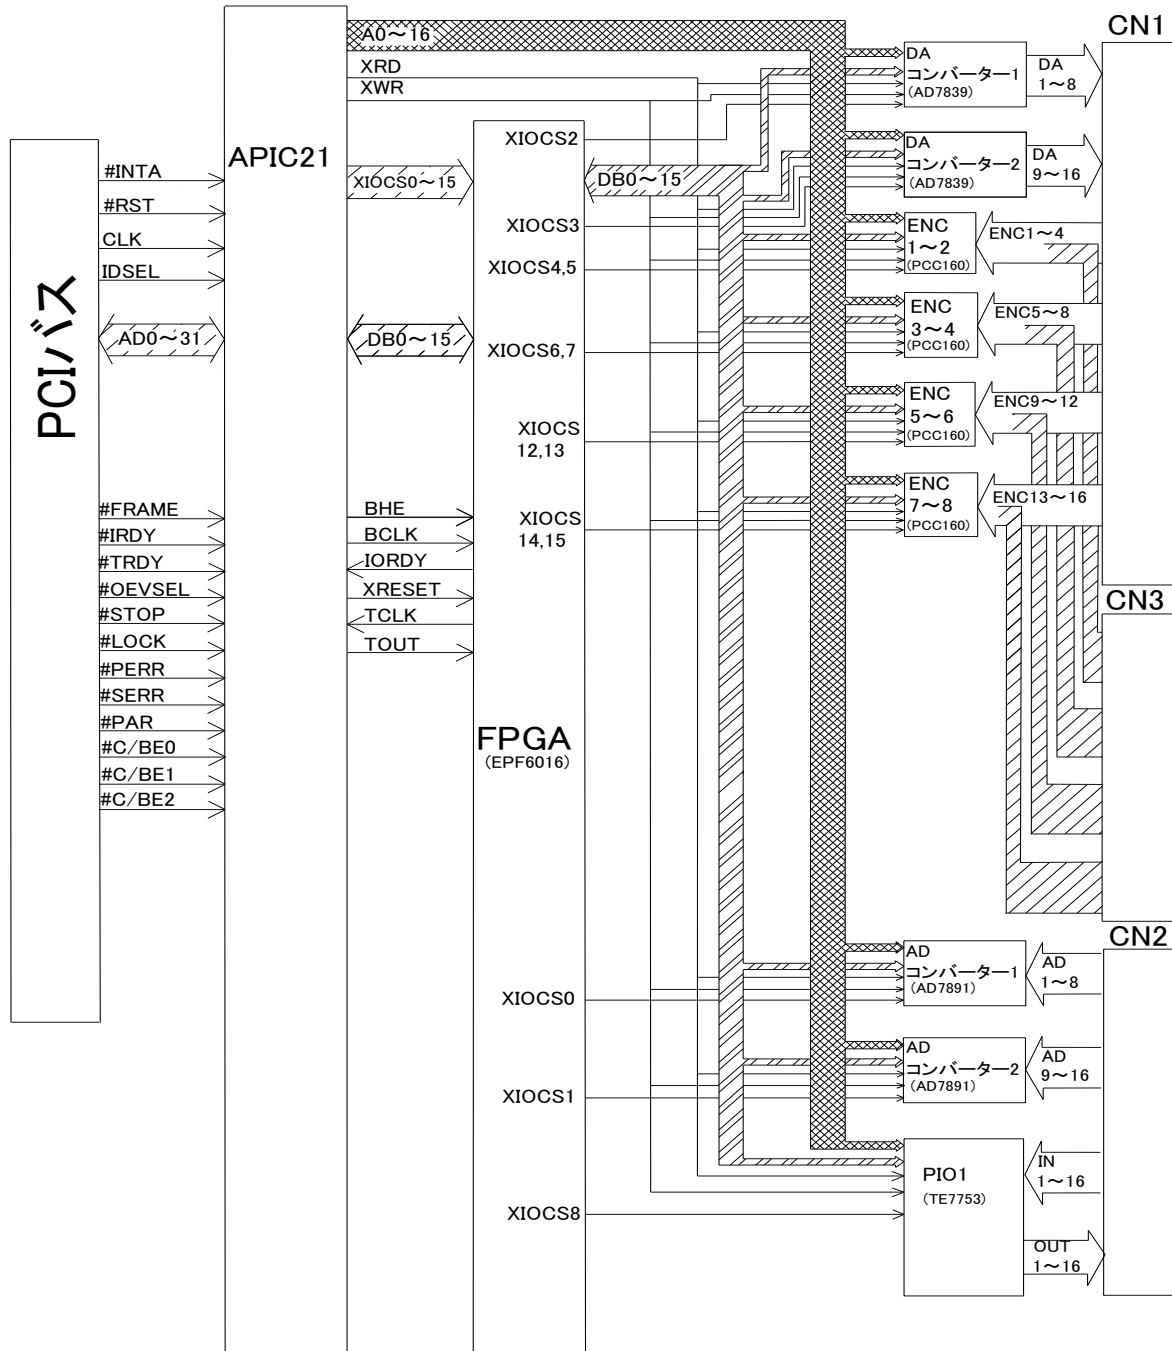 PCIバス
#INTA
#RST
CLK
IDSEL
AD0～31
#FRAME
#IRDY
#TRDY
#OEVSEL
#STOP
#LOCK
#PERR
#SERR
#PAR
#C/BE0
#C/BE1
#C/BE2
APIC21
A0～16
XRD
XWR
XIOCS0～15
DB0～15
BHE
BCLK
IORDY
XRESET
TCLK
TOUT
FPGA
(EPF6016)
XIOCS2
DB0～15
XIOCS3
XIOCS4,5
XIOCS6,7
XIOCS
12,13
XIOCS
14,15
XIOCS0
XIOCS1
XIOCS8
DA
コンバーター1
(AD7839)
DA
1～8
DA
コンバーター2
(AD7839)
DA
9～16
ENC
1～2
(PCC160)
ENC1～4
ENC
3～4
(PCC160)
ENC5～8
ENC
5～6
(PCC160)
ENC9～12
ENC
7～8
(PCC160)
ENC13～16
AD
コンバーター1
(AD7891)
AD
1～8
AD
コンバーター2
(AD7891)
AD
9～16
PIO1
(TE7753)
IN
1～16
OUT
1～16
CN1
CN3
CN2